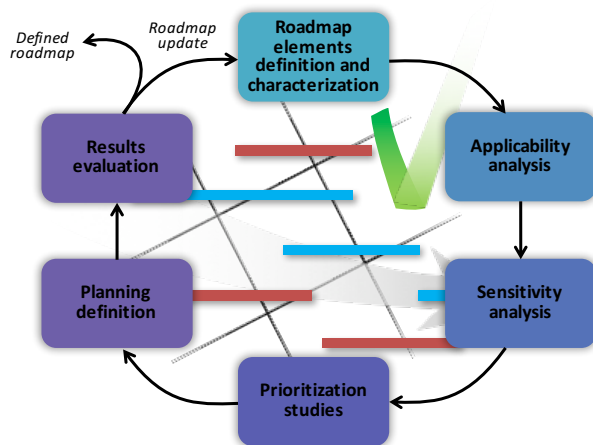 Defined
roadmap
Roadmap
update
Roadmap
elements
definition and
characterization
Applicability
analysis
Sensitivity
analysis
Prioritization
studies
Planning
definition
Results
evaluation